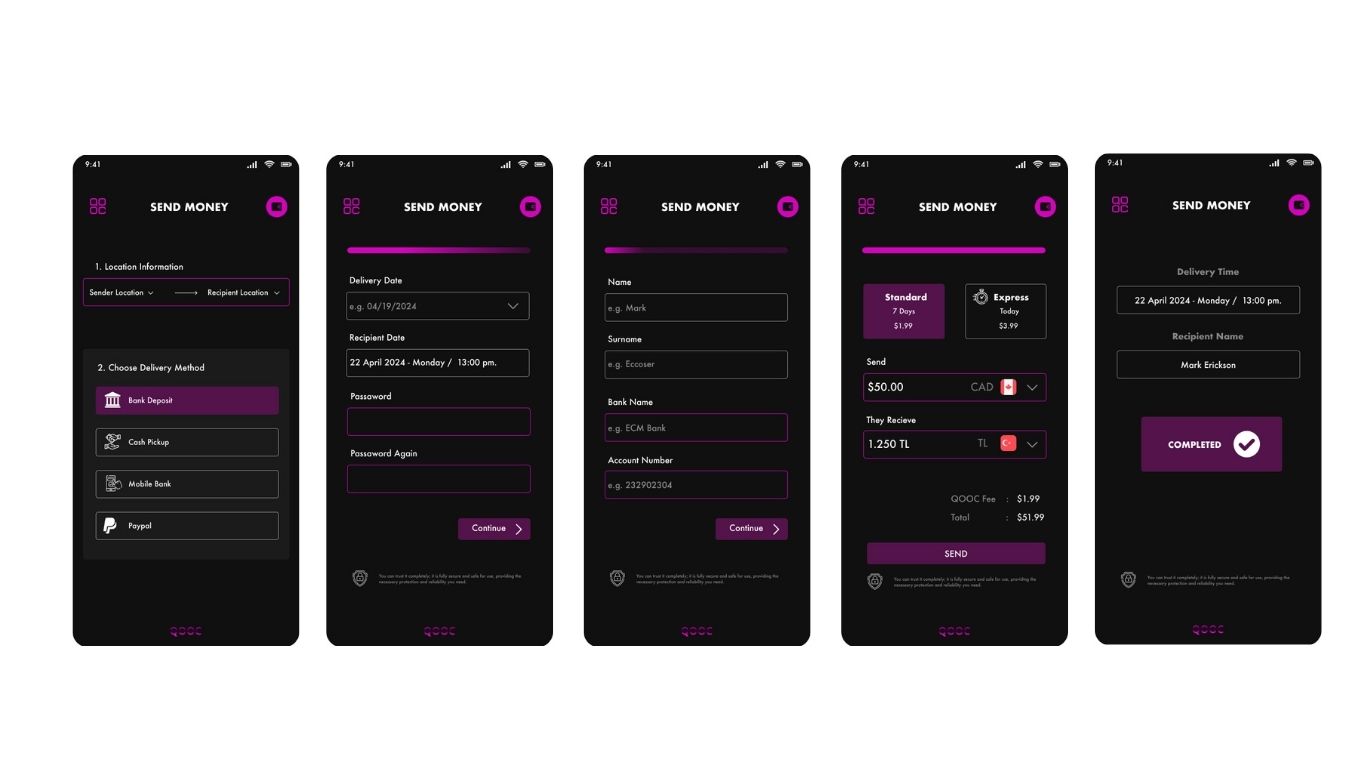 9:41
SEND MONEY
1. Location Information
Sender Location
Recipient Location
2. Choose Delivery Method
Bank Deposit
Cash Pickup
Mobile Bank
Paypol
QOOC
9:41
SEND MONEY
Delivery Date
e.g. 04/19/2024
Recipient Date
22 April 2024 - Monday / 13:00 pm.
Passaword
Passaword Again
Continue
You can trust it completely; it is fully secure and safe for use, providing the
necessary protection and reliability you need.
QOOC
9:41
SEND MONEY
Name
e.g. Mark
Surname
e.g. Eccoser
Bank Name
e.g. ECM Bank
Account Number
e.g. 232902304
Continue
You can trust it completely; it is fully secure and safe for use, providing the
necessary protection and reliability you need.
QOOC
9:41
SEND MONEY
Standard
7 Days
$1.99
Express
Today
$3.99
Send
$50.00 CAD
They Recieve
1.250 TL TL
QOOC Fee : $1.99
Total : $51.99
SEND
You can trust it completely; it is fully secure and safe for use, providing the
necessary protection and reliability you need.
QOOC
9:41
SEND MONEY
Delivery Time
22 April 2024 - Monday / 13:00 pm.
Recipient Name
Mark Erickson
COMPLETED
You can trust it completely; it is fully secure and safe for use, providing the
necessary protection and reliability you need.
QOOC